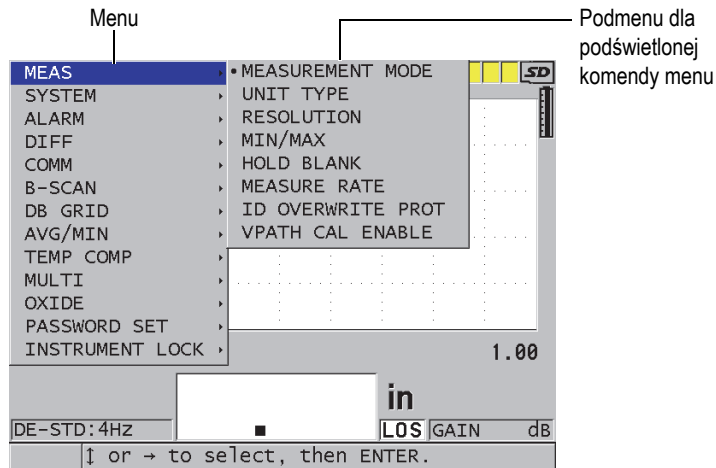 Menu
Podmenu dla
podświetlonej
komendy menu
MEAS
SYSTEM
ALARM
DIFF
COMM
B-SCAN
DB GRID
AVG/MIN
TEMP COMP
MULTI
OXIDE
PASSWORD SET
INSTRUMENT LOCK
•MEASUREMENT MODE
UNIT TYPE
RESOLUTION
MIN/MAX
HOLD BLANK
MEASURE RATE
ID OVERWRITE PROT
VPATH CAL ENABLE
SD
1.00
in
DE-STD:4Hz
LOS GAIN dB
↕ or → to select, then ENTER.